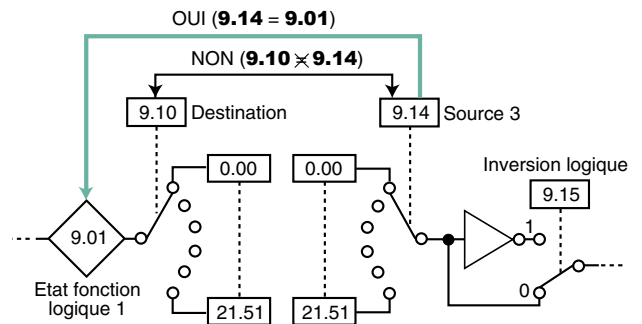 OUI (9.14 = 9.01)
NON (9.10 ≍ 9.14)
9.10 Destination
9.14 Source 3
0.00
0.00
Inversion logique
9.15
9.01
1
Etat fonction
logique 1
0
21.51
21.51